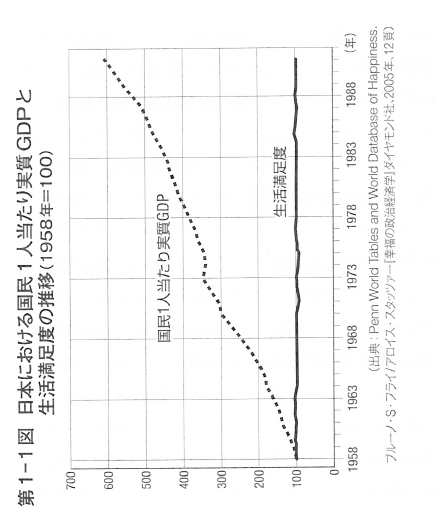 第1-1図 日本における国民1人当たり実質GDPと
生活満足度の推移(1958年=100)
700
600
500
400
300
200
100
0
国民1人当たり実質GDP
生活満足度
1958
1963
1968
1973
1978
1983
1988
(年)
(出典:Penn World Tables and World Database of Happiness.
ブルーノ・S・フライ/アロイス・スタッツァー『幸福の政治経済学』ダイヤモンド社、2005年、12頁)